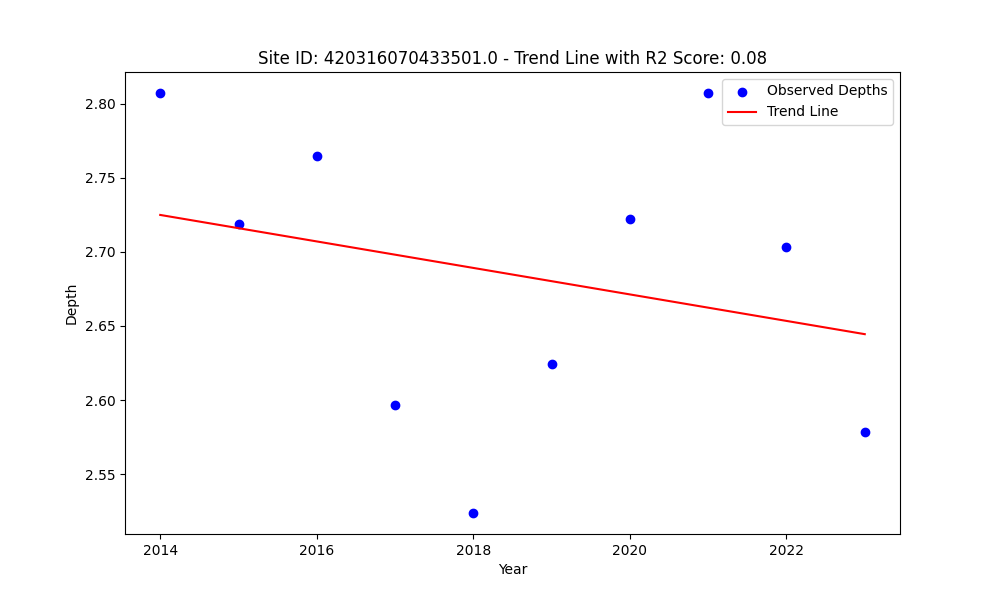 Site ID: 420316070433501.0 - Trend Line with R2 Score: 0.08
Observed Depths
Trend Line
2.80
2.75
2.70
2.65
2.60
2.55
Depth
2014
2016
2018
2020
2022
Year